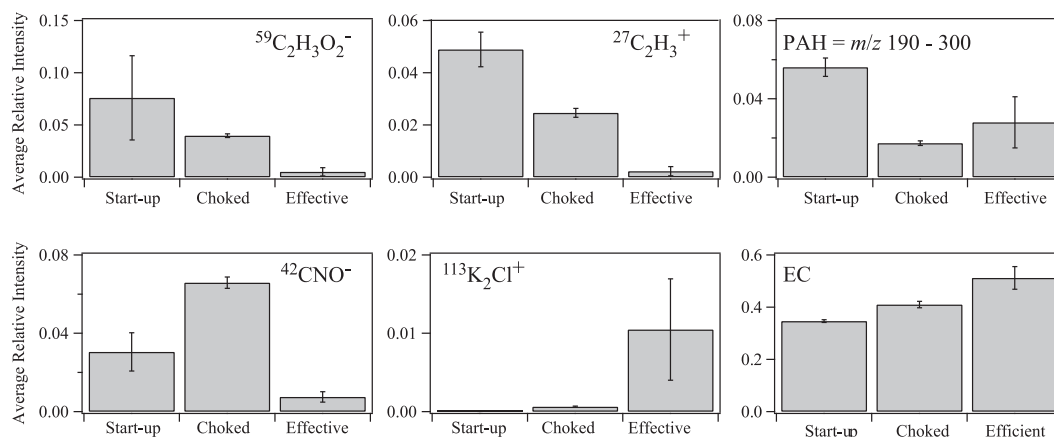 Average Relative Intensity
0.15
0.10
0.05
0.00
⁵⁹C₂H₃O₂⁻
Start-up Choked Effective
0.06
0.04
0.02
0.00
²⁷C₂H₃⁺
Start-up Choked Effective
0.08
0.04
0.00
PAH = m/z 190 - 300
Start-up Choked Effective
Average Relative Intensity
0.08
0.04
0.00
⁴²CNO⁻
Start-up Choked Effective
0.02
0.01
0.00
¹¹³K₂Cl⁺
Start-up Choked Effective
0.6
0.4
0.2
0.0
EC
Start-up Choked Efficient